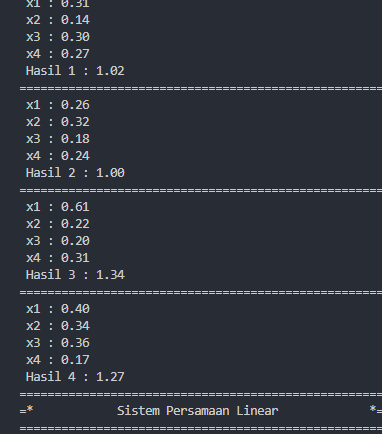 x1 : 0.31
x2 : 0.14
x3 : 0.30
x4 : 0.27
Hasil 1 : 1.02
==================================================
x1 : 0.26
x2 : 0.32
x3 : 0.18
x4 : 0.24
Hasil 2 : 1.00
==================================================
x1 : 0.61
x2 : 0.22
x3 : 0.20
x4 : 0.31
Hasil 3 : 1.34
==================================================
x1 : 0.40
x2 : 0.34
x3 : 0.36
x4 : 0.17
Hasil 4 : 1.27
==================================================
=* Sistem Persamaan Linear *=
==================================================